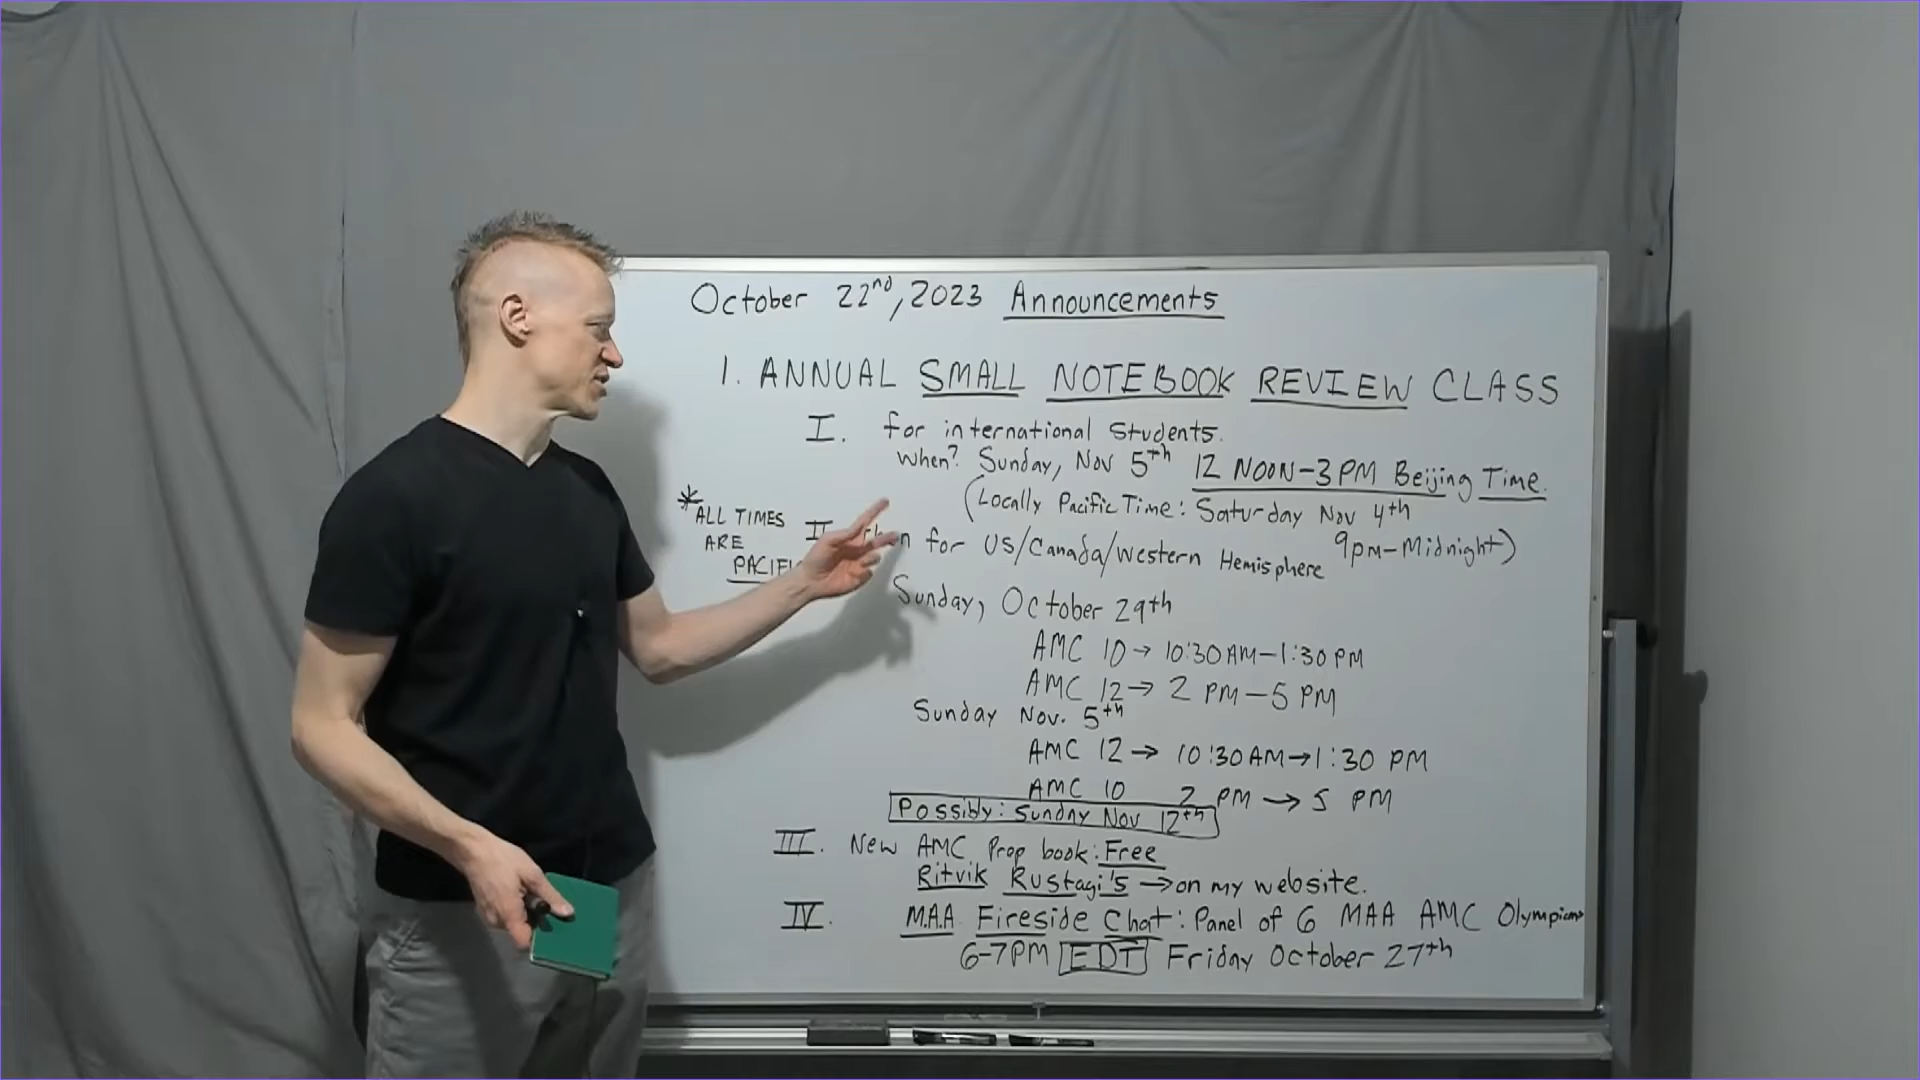 October 22nd, 2023 Announcements
1. ANNUAL SMALL NOTEBOOK REVIEW CLASS
I. for international Students.
When? Sunday, Nov 5th 12 NOON-3PM Beijing Time.
(Locally Pacific Time: Saturday Nov 4th
9pm-Midnight)
* ALL TIMES
ARE
PACIFIC
II. for US/Canada/Western Hemisphere
Sunday, October 29th
AMC 10→10:30AM-1:30PM
AMC 12→2 PM-5 PM
Sunday Nov. 5th
AMC 12→10:30AM→1:30 PM
AMC 10 2 PM→5 PM
Possibly: Sunday Nov 12th
III. New AMC Prep book: Free
Ritvik Rustagi's→on my website.
IV. M.A.A Fireside Chat: Panel of 6 MAA AMC Olympians
6-7PM EDT Friday October 27th